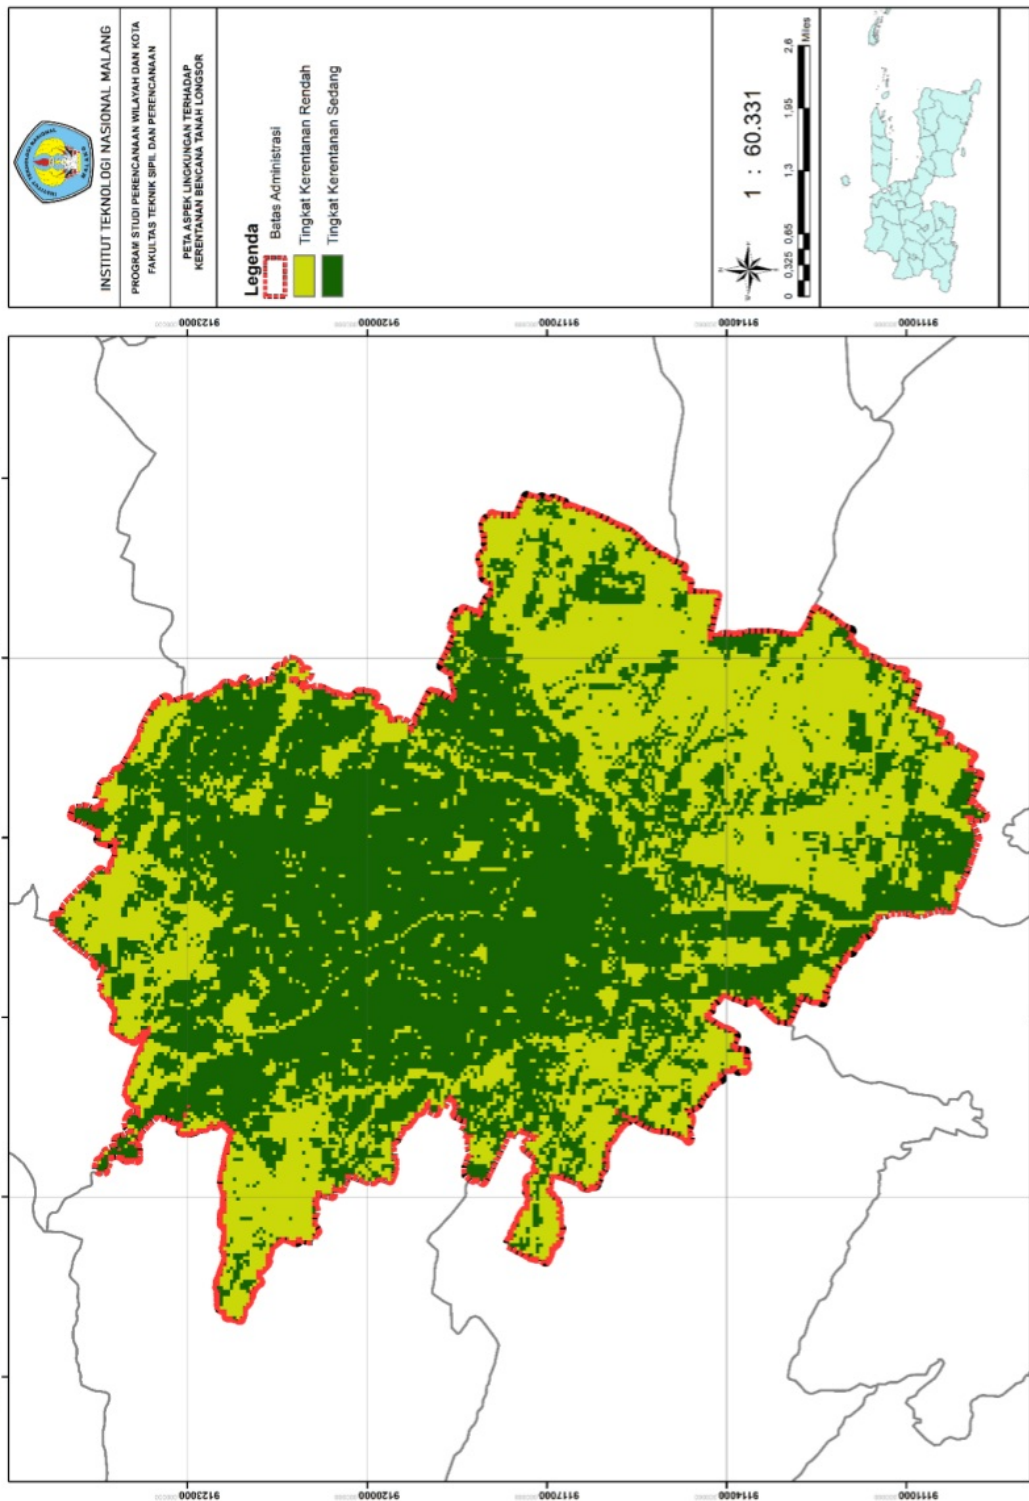 INSTITUT TEKNOLOGI NASIONAL MALANG
PROGRAM STUDI PERENCANAAN WILAYAH DAN KOTA
FAKULTAS TEKNIK SIPIL DAN PERENCANAAN
PETA ASPEK LINGKUNGAN TERHADAP
KERENTANAN BENCANA TANAH LONGSOR
Legenda
Batas Administrasi
Tingkat Kerentanan Rendah
Tingkat Kerentanan Sedang
1 : 60.331
0 0,325 0,65 1,3 1,95 2,6
Miles
9123000
9120000
9117000
9114000
9111000
9123000
9120000
9117000
9114000
9111000